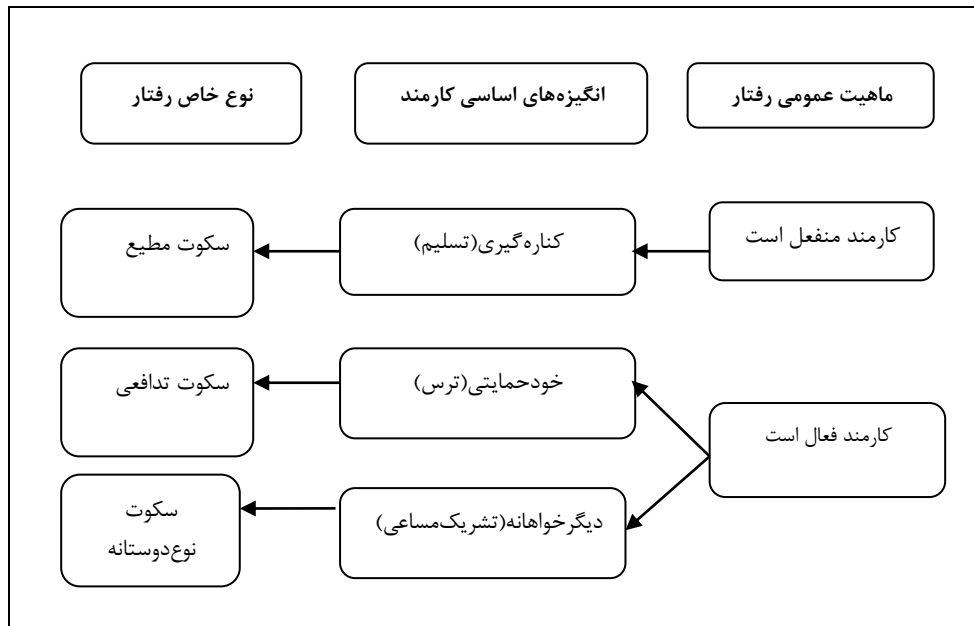 ماهیت عمومی رفتار
انگیزه‌های اساسی کارمند
نوع خاص رفتار
کارمند منفعل است
کناره‌گیری(تسلیم)
سکوت مطیع
کارمند فعال است
خودحمایتی(ترس)
سکوت تدافعی
دیگرخواهانه(تشریک‌مساعی)
سکوت
نوع‌دوستانه